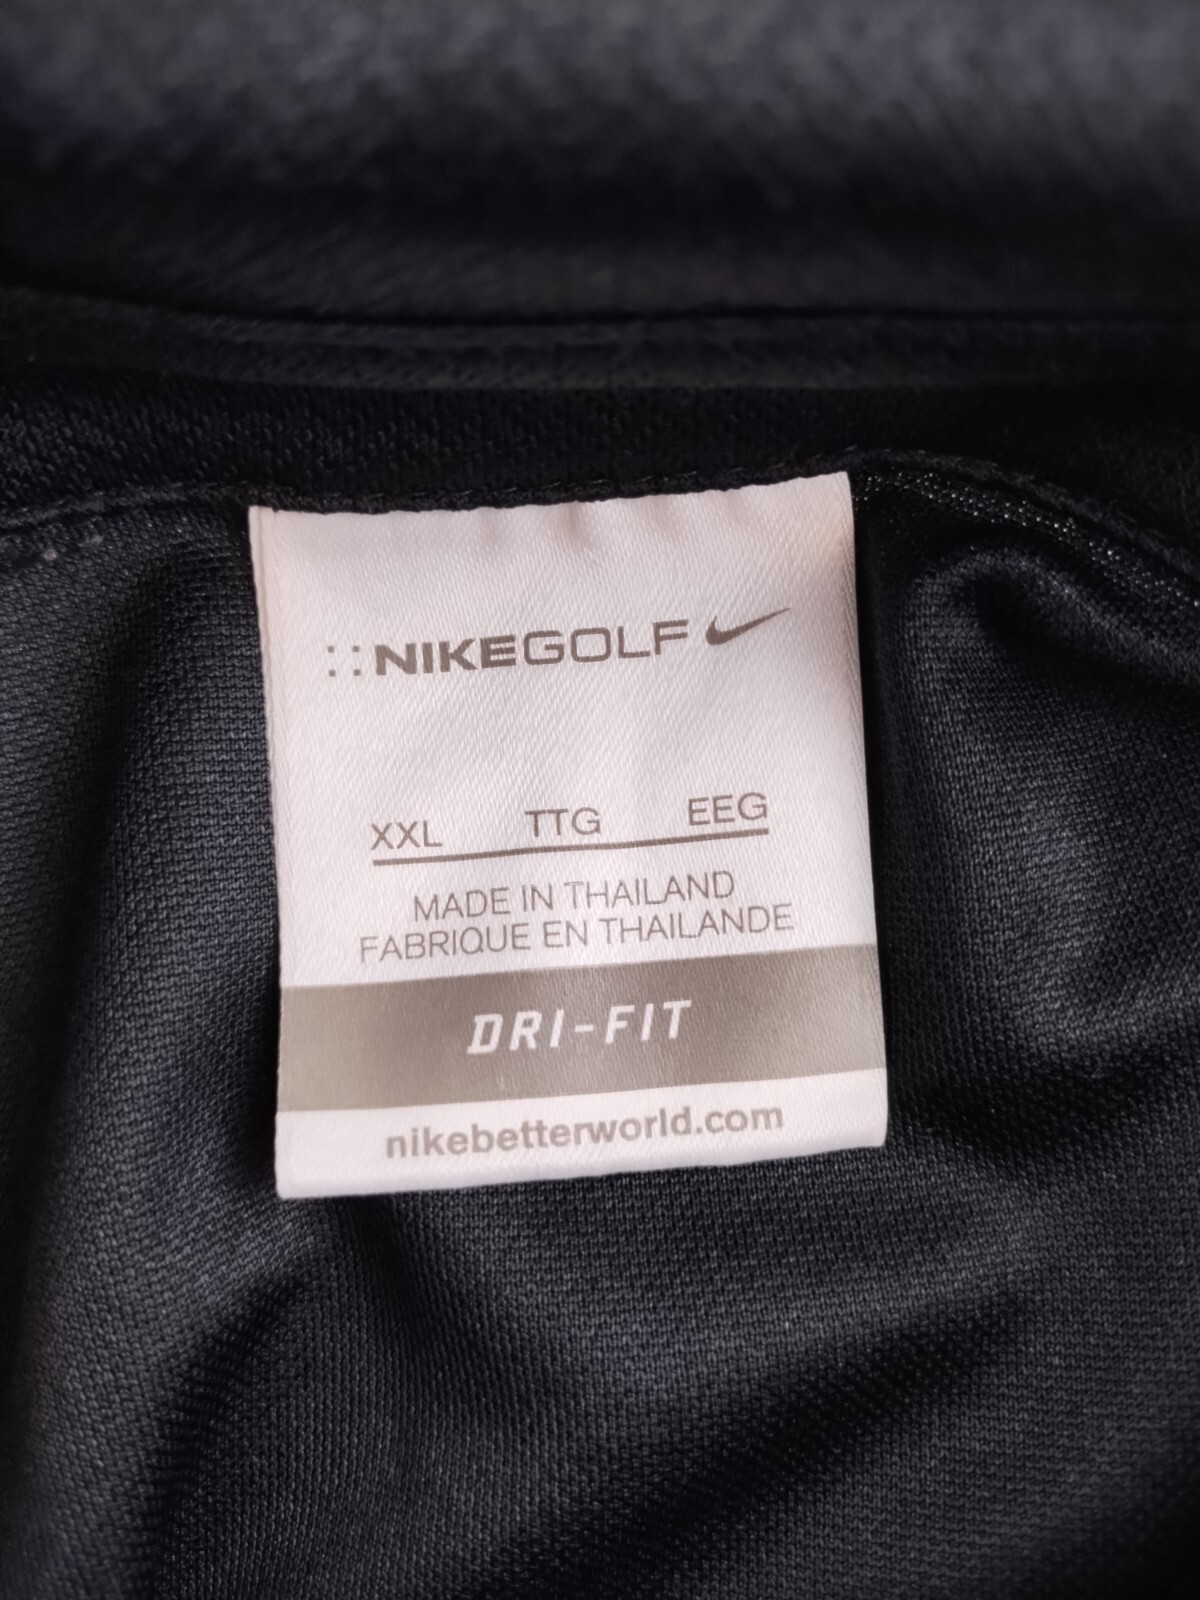 ::NIKEGOLF
XXL TTG EEG
MADE IN THAILAND
FABRIQUE EN THAILANDE
DRI-FIT
nikebetterworld.com